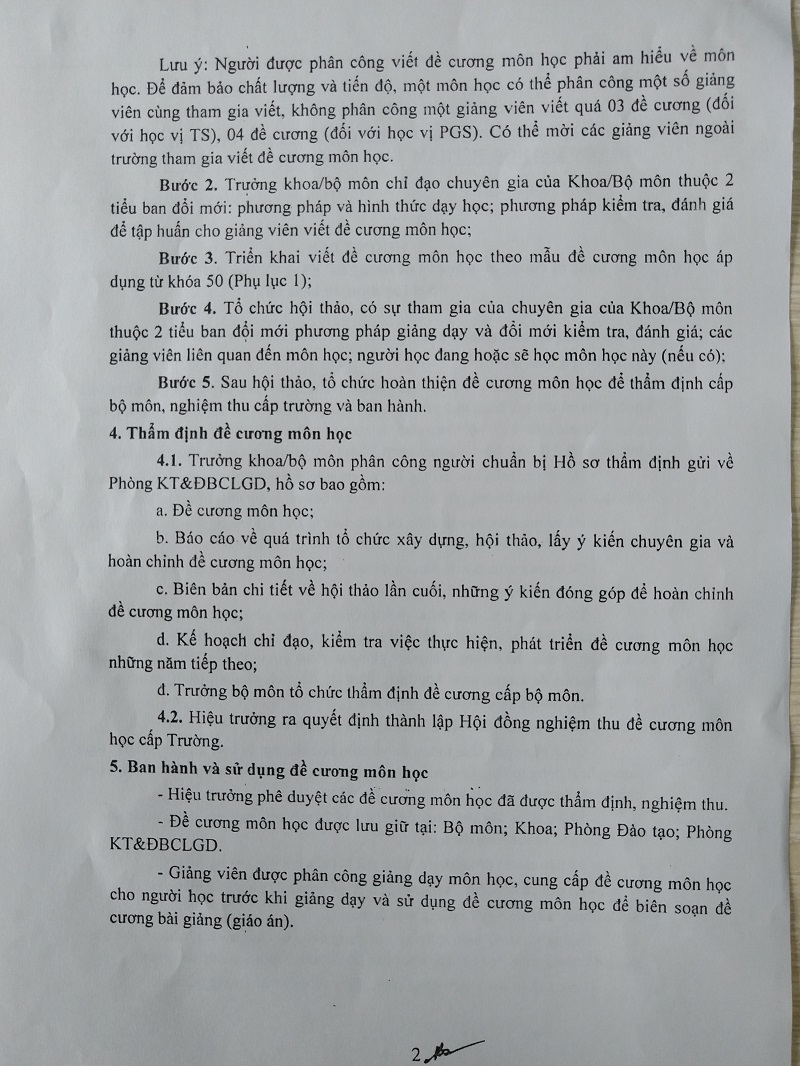 Lưu ý: Người được phân công viết đề cương môn học phải am hiểu về môn
học. Để đảm bảo chất lượng và tiến độ, một môn học có thể phân công một số giảng
viên cùng tham gia viết, không phân công một giảng viên viết quá 03 đề cương (đối
với học vị TS), 04 đề cương (đối với học vị PGS). Có thể mời các giảng viên ngoài
trường tham gia viết đề cương môn học.
Bước 2. Trưởng khoa/bộ môn chỉ đạo chuyên gia của Khoa/Bộ môn thuộc 2
tiểu ban đổi mới: phương pháp và hình thức dạy học; phương pháp kiểm tra, đánh giá
để tập huấn cho giảng viên viết đề cương môn học;
Bước 3. Triển khai viết đề cương môn học theo mẫu đề cương môn học áp
dụng từ khóa 50 (Phụ lục 1);
Bước 4. Tổ chức hội thảo, có sự tham gia của chuyên gia của Khoa/Bộ môn
thuộc 2 tiểu ban đổi mới phương pháp giảng dạy và đổi mới kiểm tra, đánh giá; các
giảng viên liên quan đến môn học; người học đang hoặc sẽ học môn học này (nếu có);
Bước 5. Sau hội thảo, tổ chức hoàn thiện đề cương môn học để thẩm định cấp
bộ môn, nghiệm thu cấp trường và ban hành.
4. Thẩm định đề cương môn học
4.1. Trưởng khoa/bộ môn phân công người chuẩn bị Hồ sơ thẩm định gửi về
Phòng KT&ĐBCLGD, hồ sơ bao gồm:
a. Đề cương môn học;
b. Báo cáo về quá trình tổ chức xây dựng, hội thảo, lấy ý kiến chuyên gia và
hoàn chỉnh đề cương môn học;
c. Biên bản chi tiết về hội thảo lần cuối, những ý kiến đóng góp để hoàn chỉnh
đề cương môn học;
d. Kế hoạch chỉ đạo, kiểm tra việc thực hiện, phát triển đề cương môn học
những năm tiếp theo;
đ. Trưởng bộ môn tổ chức thẩm định đề cương cấp bộ môn.
4.2. Hiệu trưởng ra quyết định thành lập Hội đồng nghiệm thu đề cương môn
học cấp Trường.
5. Ban hành và sử dụng đề cương môn học
- Hiệu trưởng phê duyệt các đề cương môn học đã được thẩm định, nghiệm thu.
- Đề cương môn học được lưu giữ tại: Bộ môn; Khoa; Phòng Đào tạo; Phòng
KT&ĐBCLGD.
- Giảng viên được phân công giảng dạy môn học, cung cấp đề cương môn học
cho người học trước khi giảng dạy và sử dụng đề cương môn học để biên soạn đề
cương bài giảng (giáo án).
2